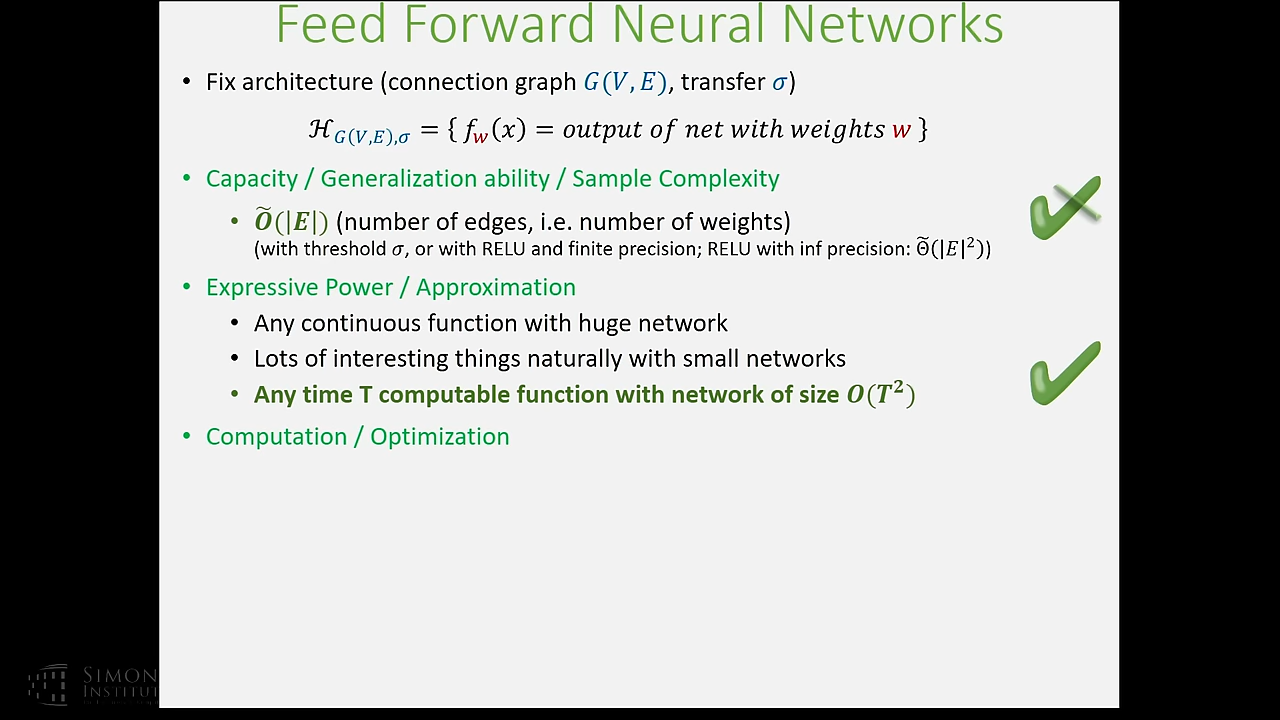 Feed Forward Neural Networks
• Fix architecture (connection graph G(V, E), transfer σ)
ℋ_{G(V,E),σ} = { f_w(x) = output of net with weights w }
• Capacity / Generalization ability / Sample Complexity
• Õ(|E|) (number of edges, i.e. number of weights)
(with threshold σ, or with RELU and finite precision; RELU with inf precision: Θ̃(|E|²))
• Expressive Power / Approximation
• Any continuous function with huge network
• Lots of interesting things naturally with small networks
• Any time T computable function with network of size O(T²)
• Computation / Optimization
SIMON
INSTITU